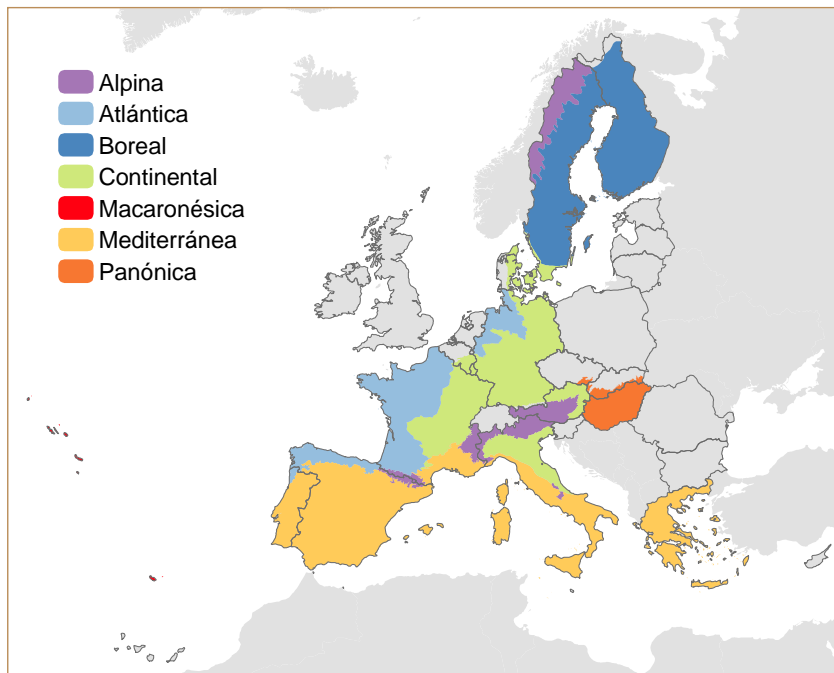 Alpina
Atlántica
Boreal
Continental
Macaronésica
Mediterránea
Panónica